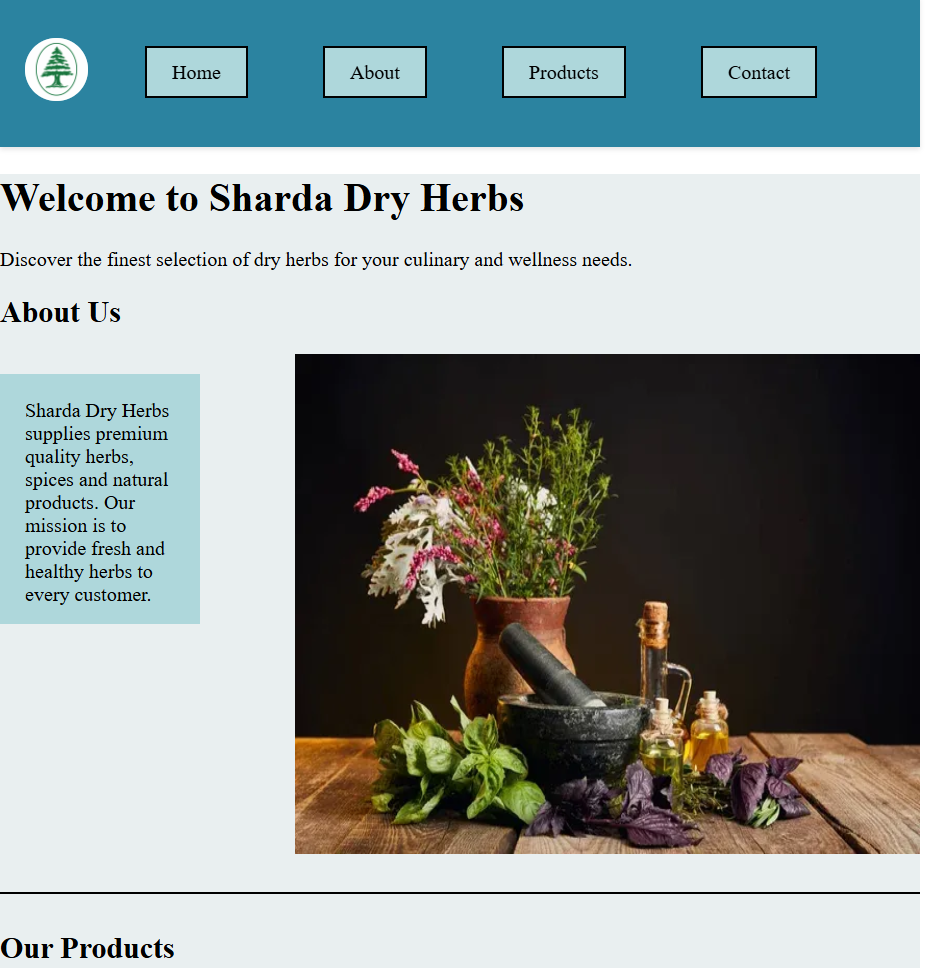 Home
About
Products
Contact
Welcome to Sharda Dry Herbs
Discover the finest selection of dry herbs for your culinary and wellness needs.
About Us
Sharda Dry Herbs
supplies premium
quality herbs,
spices and natural
products. Our
mission is to
provide fresh and
healthy herbs to
every customer.
Our Products